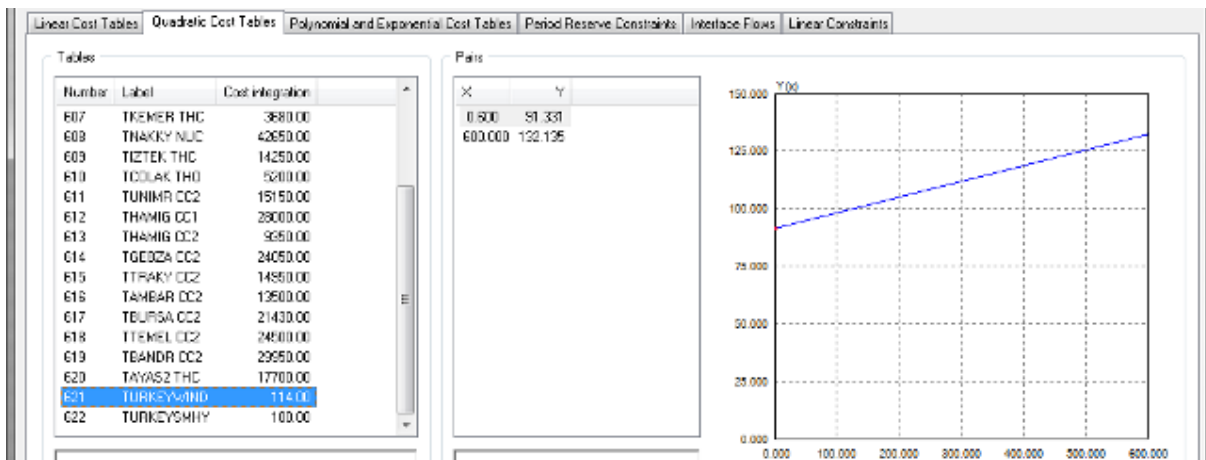 Linear Cost Tables Quadratic Cost Tables Polynomial and Exponential Cost Tables Period Reserve Constraints Interface Flows Linear Constraints
Tables
Pairs
Number Label Cost integration
607 TKEMER THC 3680.00
608 TNAKKY NUC 42650.00
609 TIZTEK THC 14250.00
610 TCOLAK THO 5200.00
611 TUNIMR CC2 15150.00
612 THAMIG CC1 28000.00
613 THAMIG CC2 9350.00
614 TGEBZA CC2 24050.00
615 TTRAKY CC2 14950.00
616 TAMBAR CC2 13500.00
617 TBURSA CC2 21430.00
618 TTEMEL CC2 24500.00
619 TBANDR CC2 29950.00
620 TAYAS2 THC 17700.00
621 TURKEYWIND 114.00
622 TURKEYSMHY 100.00
X Y
0.600 91.331
600.000 132.135
Y(x)
150.000
125.000
100.000
75.000
50.000
25.000
0.000
0.000 100.000 200.000 300.000 400.000 500.000 600.000